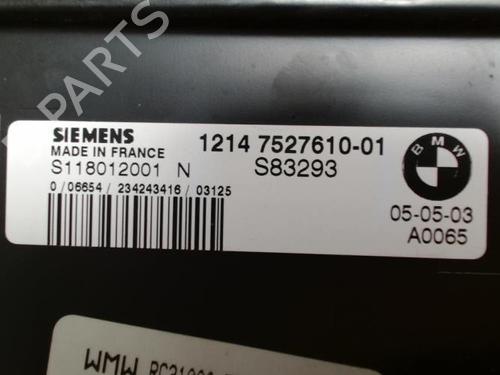 PARTS
SIEMENS
MADE IN FRANCE
S118012001 N
0/06654/234243416/03125
1214 7527610-01
S83293
BMW
05-05-03
A0065
WMW